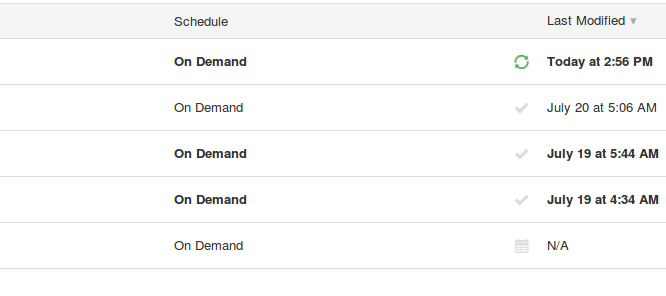 Schedule Last Modified ▼
On Demand Today at 2:56 PM
On Demand July 20 at 5:06 AM
On Demand July 19 at 5:44 AM
On Demand July 19 at 4:34 AM
On Demand N/A